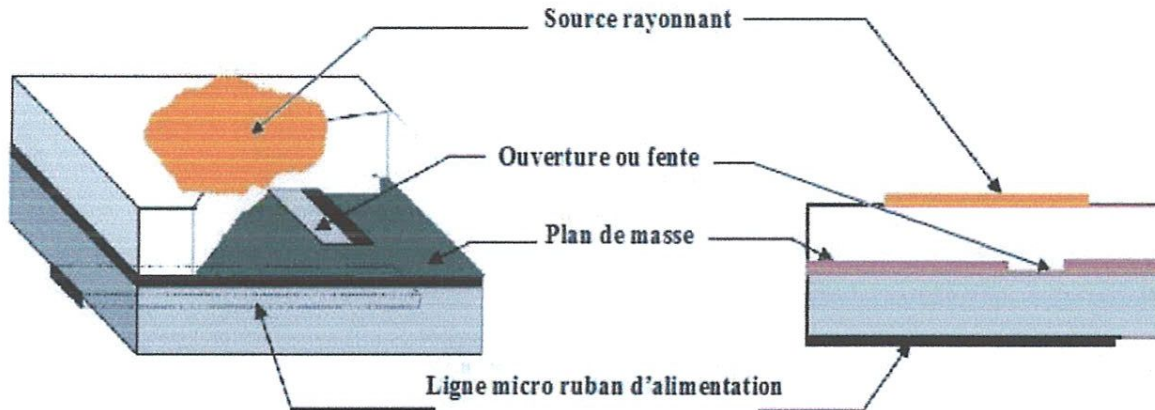 Source rayonnant
Ouverture ou fente
Plan de masse
Ligne micro ruban d'alimentation